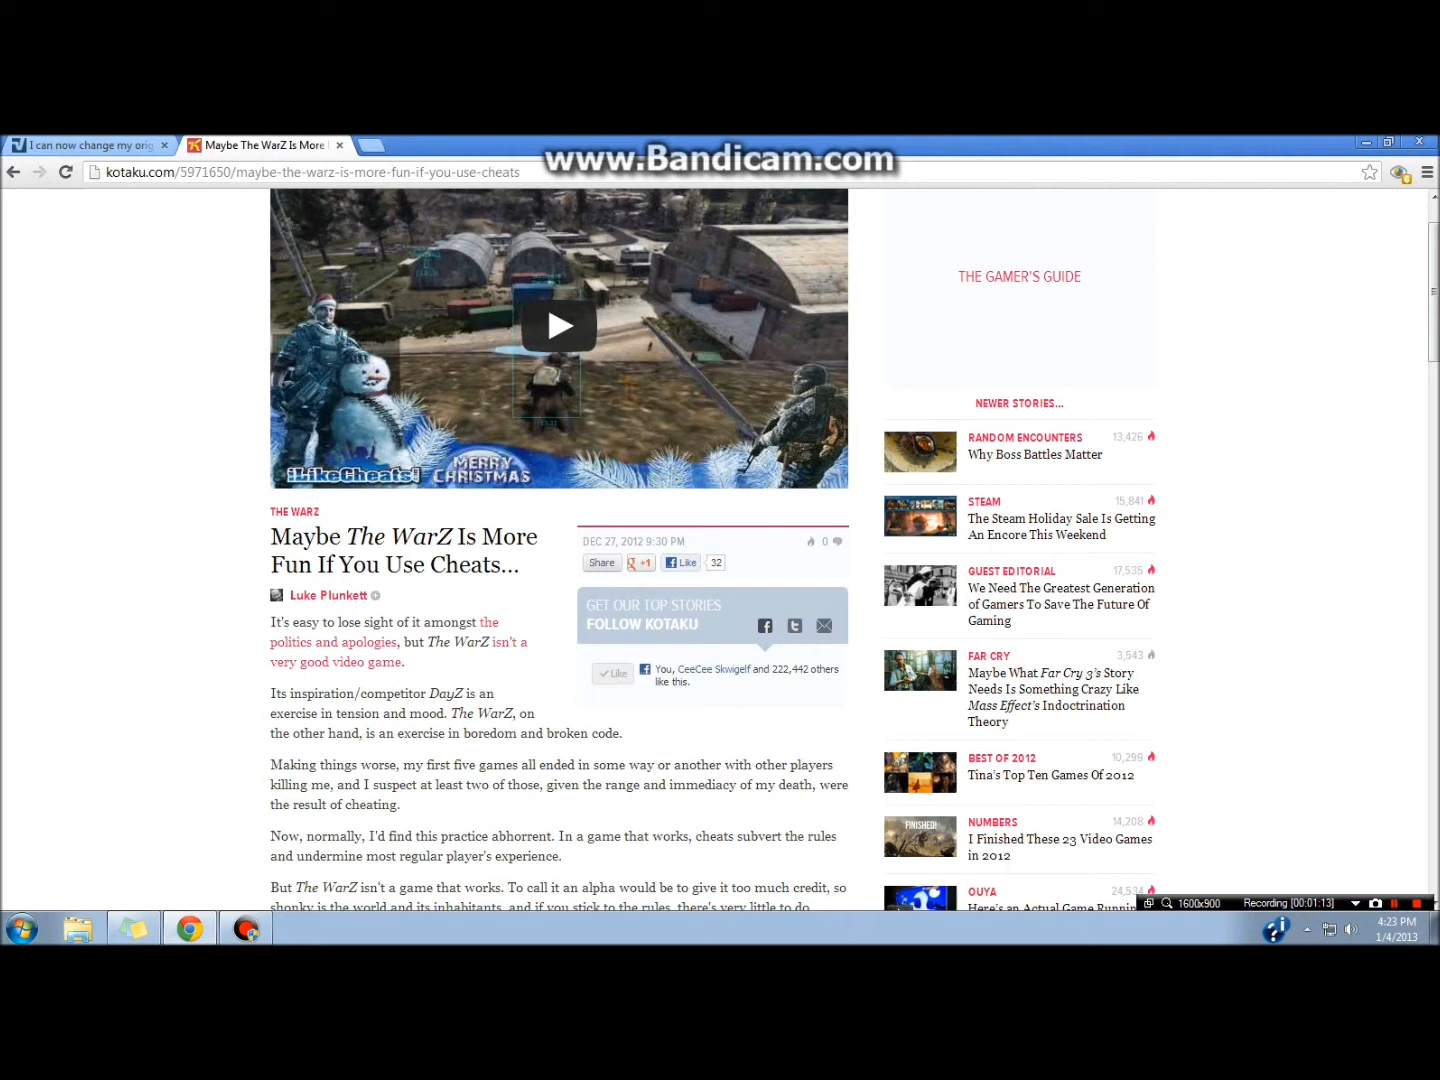 I can now change my orig
Maybe The WarZ Is More
www.Bandicam.com
kotaku.com/5971650/maybe-the-warz-is-more-fun-if-you-use-cheats
iLikeCheats!
MERRY
CHRISTMAS
THE WARZ
Maybe The WarZ Is More
Fun If You Use Cheats...
Luke Plunkett
DEC 27, 2012 9:30 PM
0
Share
+1
Like
32
GET OUR TOP STORIES
FOLLOW KOTAKU
Like
You, CeeCee Skwigelf and 222,442 others
like this.
It's easy to lose sight of it amongst the
politics and apologies, but The WarZ isn't a
very good video game.
Its inspiration/competitor DayZ is an
exercise in tension and mood. The WarZ, on
the other hand, is an exercise in boredom and broken code.
Making things worse, my first five games all ended in some way or another with other players
killing me, and I suspect at least two of those, given the range and immediacy of my death, were
the result of cheating.
Now, normally, I'd find this practice abhorrent. In a game that works, cheats subvert the rules
and undermine most regular player's experience.
But The WarZ isn't a game that works. To call it an alpha would be to give it too much credit, so
shonky is the world and its inhabitants, and if you stick to the rules, there's very little to do
THE GAMER'S GUIDE
NEWER STORIES...
RANDOM ENCOUNTERS 13,426
Why Boss Battles Matter
STEAM 15,841
The Steam Holiday Sale Is Getting
An Encore This Weekend
GUEST EDITORIAL 17,535
We Need The Greatest Generation
of Gamers To Save The Future Of
Gaming
FAR CRY 3,543
Maybe What Far Cry 3's Story
Needs Is Something Crazy Like
Mass Effect's Indoctrination
Theory
BEST OF 2012 10,299
Tina's Top Ten Games Of 2012
FINISHED!
NUMBERS 14,208
I Finished These 23 Video Games
in 2012
OUYA 24,534
Here's an Actual Game Runnin
1600x900
Recording [00:01:13]
4:23 PM
1/4/2013